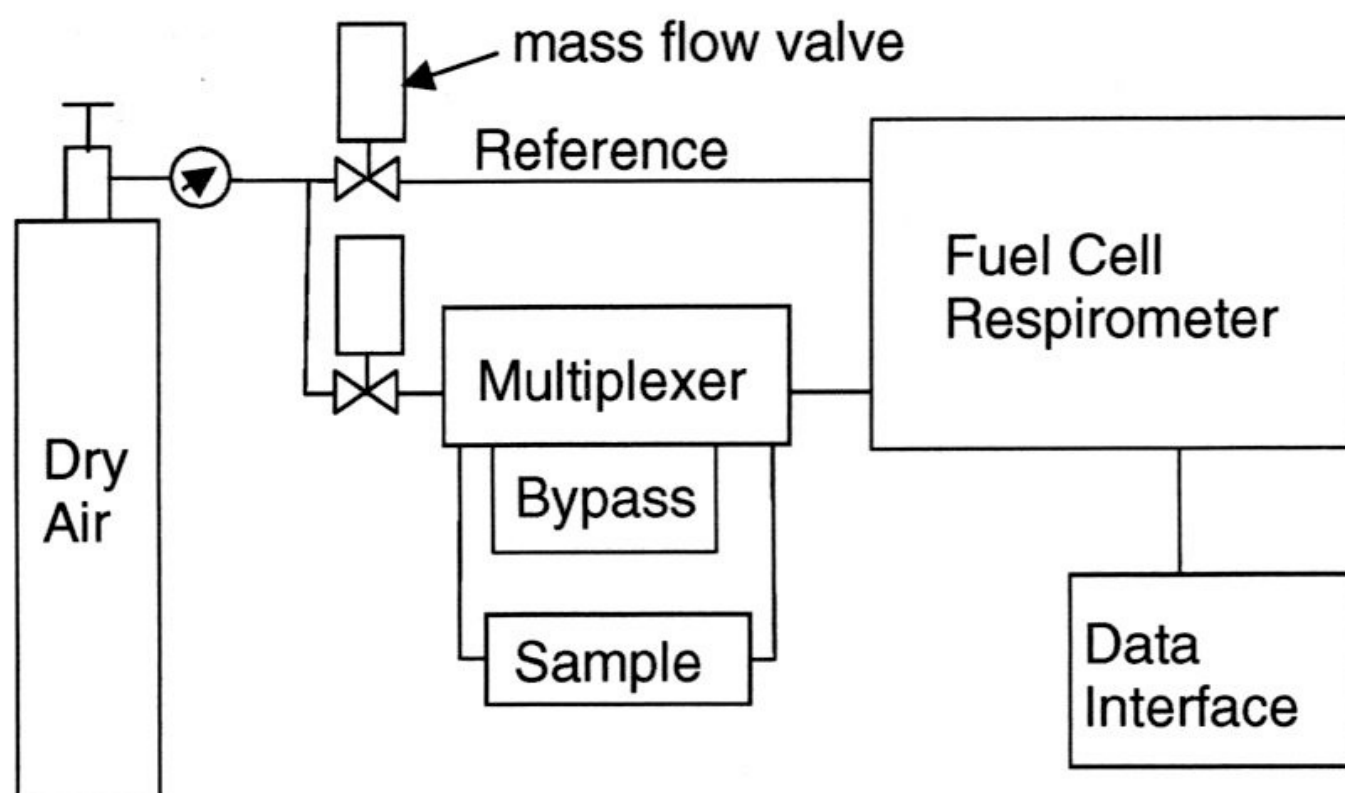 mass flow valve
Reference
Fuel Cell
Respirometer
Multiplexer
Dry
Air
Bypass
Sample
Data
Interface